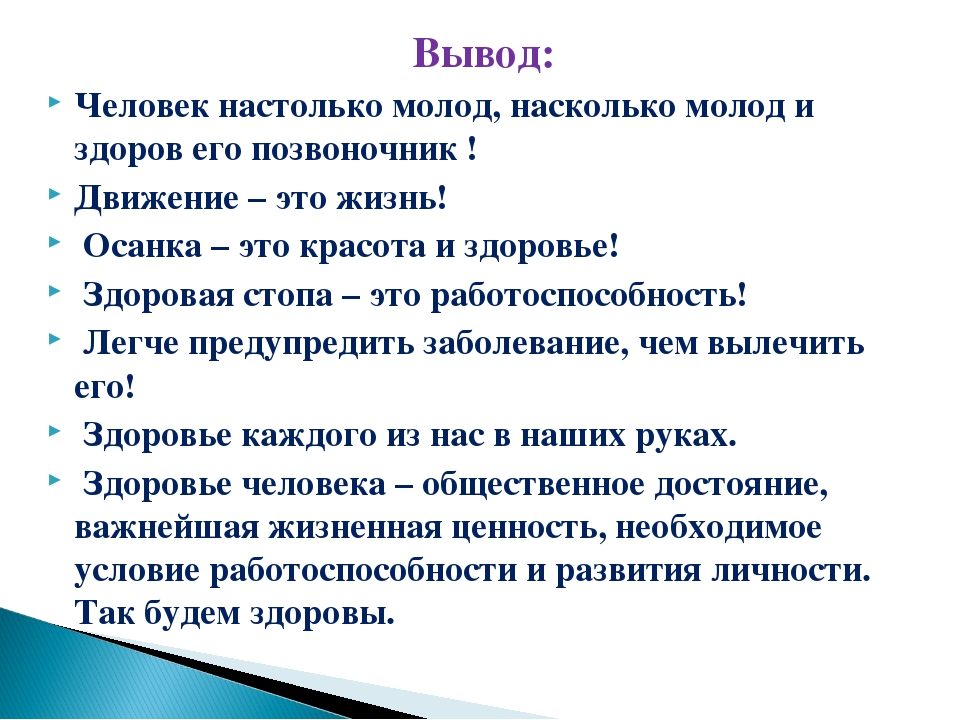 Вывод:
Человек настолько молод, насколько молод и
здоров его позвоночник !
Движение – это жизнь!
Осанка – это красота и здоровье!
Здоровая стопа – это работоспособность!
Легче предупредить заболевание, чем вылечить
его!
Здоровье каждого из нас в наших руках.
Здоровье человека – общественное достояние,
важнейшая жизненная ценность, необходимое
условие работоспособности и развития личности.
Так будем здоровы.